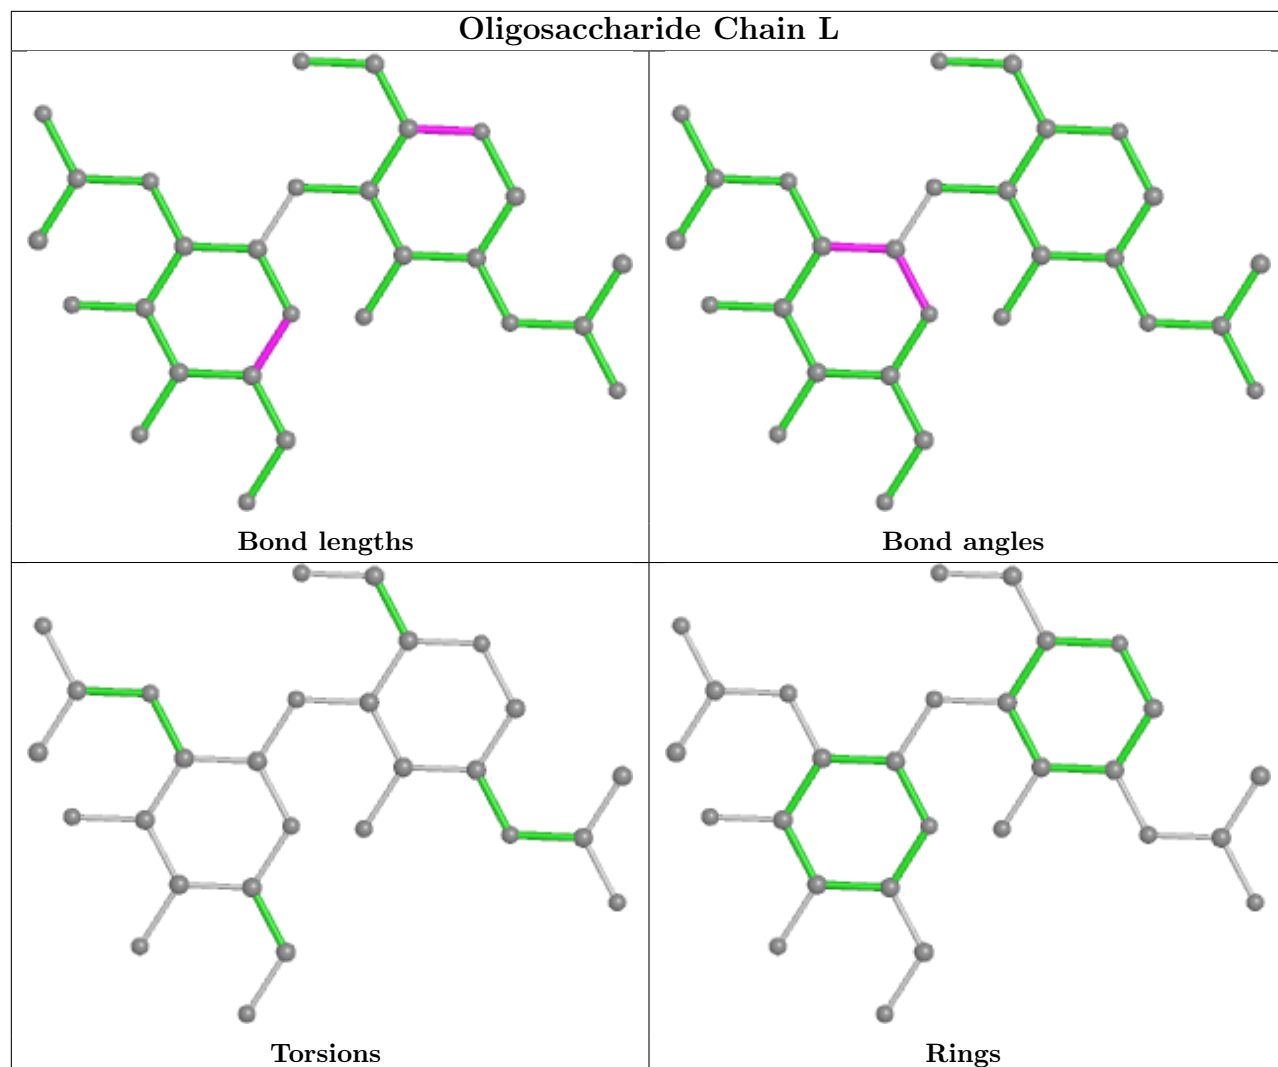 Oligosaccharide Chain L
Bond lengths
Bond angles
Torsions
Rings